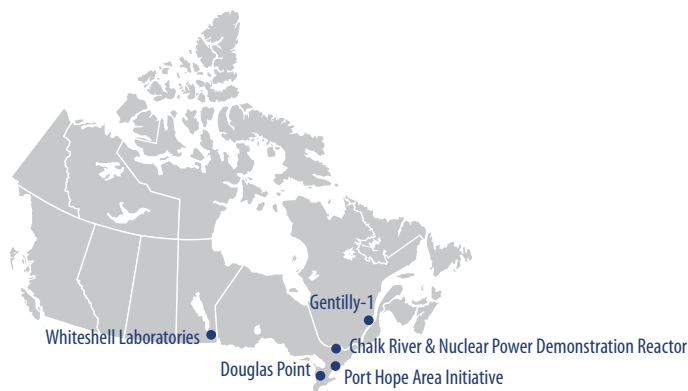 Gentilly-1
Whiteshell Laboratories
Chalk River & Nuclear Power Demonstration Reactor
Douglas Point
Port Hope Area Initiative